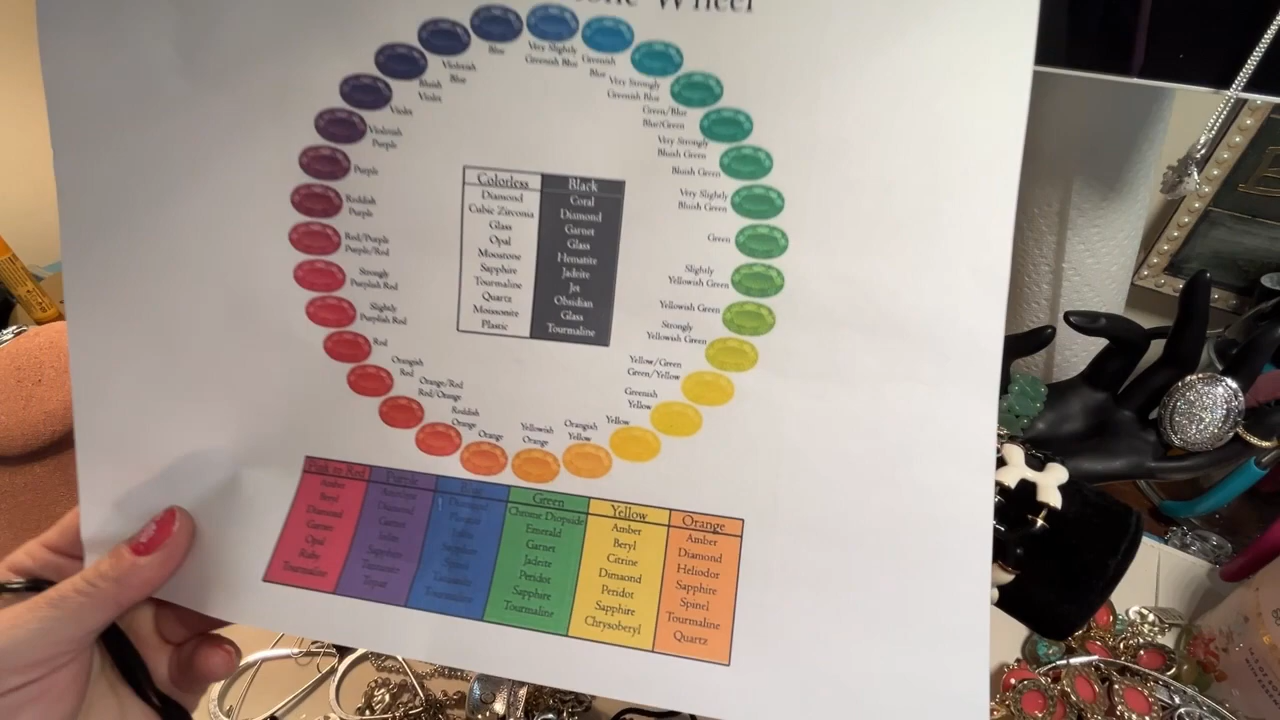 Wheel
Blue
Very Slightly
Greenish Blue
Greenish
Blue
Very Strongly
Greenish Blue
Green/Blue
Blue/Green
Very Strongly
Bluish Green
Bluish Green
Very Slightly
Bluish Green
Green
Slightly
Yellowish Green
Yellowish Green
Strongly
Yellowish Green
Yellow/Green
Green/Yellow
Greenish
Yellow
Yellow
Orangish
Yellow
Yellowish
Orange
Orange
Reddish
Orange
Orange/Red
Red/Orange
Orangish
Red
Red
Slightly
Purplish Red
Strongly
Purplish Red
Red/Purple
Purple/Red
Reddish
Purple
Purple
Violetish
Purple
Violet
Bluish
Violet
Violetish
Blue
Colorless
Diamond
Cubic Zirconia
Glass
Opal
Moostone
Sapphire
Tourmaline
Quartz
Moissonite
Plastic
Black
Coral
Diamond
Garnet
Glass
Hematite
Jadeite
Jet
Obsidian
Glass
Tourmaline
Pink to Red
Amber
Beryl
Diamond
Garnet
Opal
Ruby
Tourmaline
Purple
Diamond
Garnet
Sapphire
Blue
Diamond
Sapphire
Tourmaline
Green
Chrome Diopside
Emerald
Garnet
Jadeite
Peridot
Sapphire
Tourmaline
Yellow
Amber
Beryl
Citrine
Dimaond
Peridot
Sapphire
Chrysoberyl
Orange
Amber
Diamond
Heliodor
Sapphire
Spinel
Tourmaline
Quartz